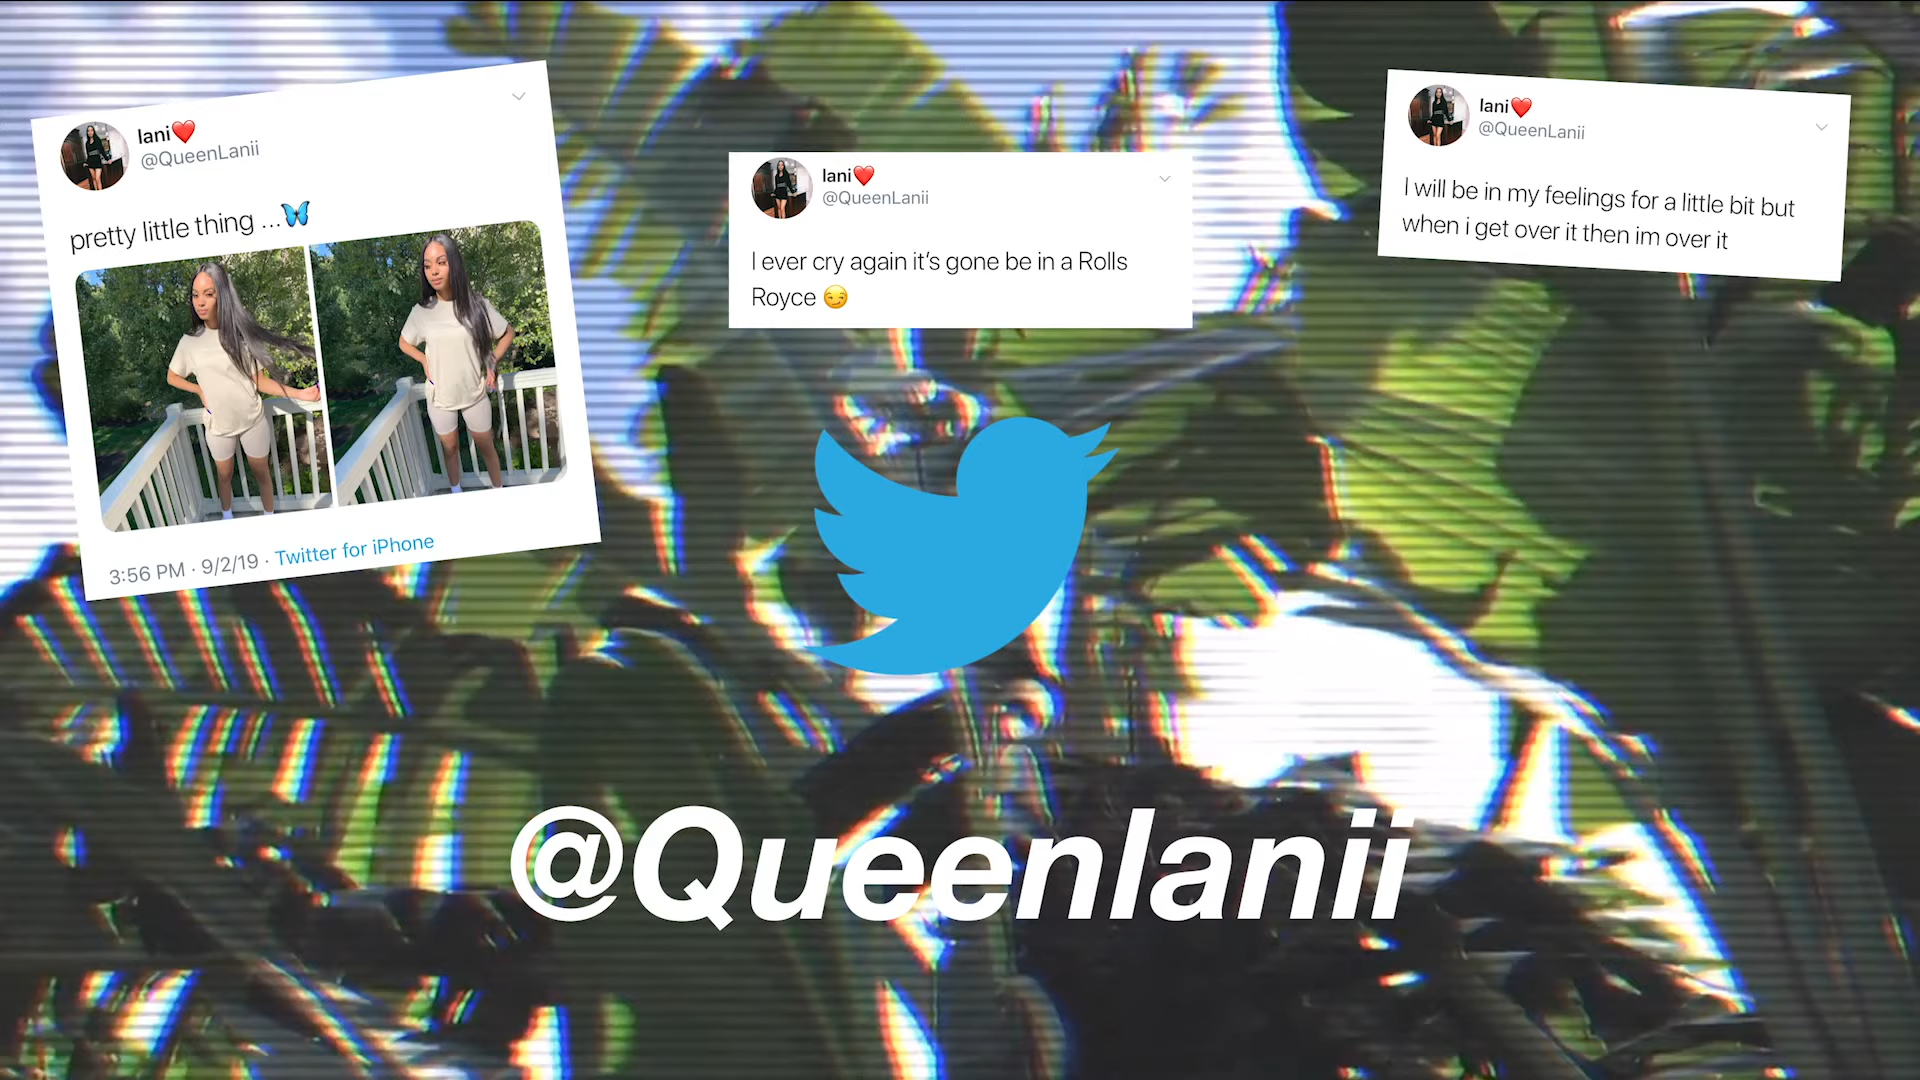 lani❤️
@QueenLanii
pretty little thing ...🦋
3:56 PM · 9/2/19 · Twitter for iPhone
lani❤️
@QueenLanii
I ever cry again it's gone be in a Rolls
Royce 😏
lani❤️
@QueenLanii
I will be in my feelings for a little bit but
when i get over it then im over it
@Queenlanii